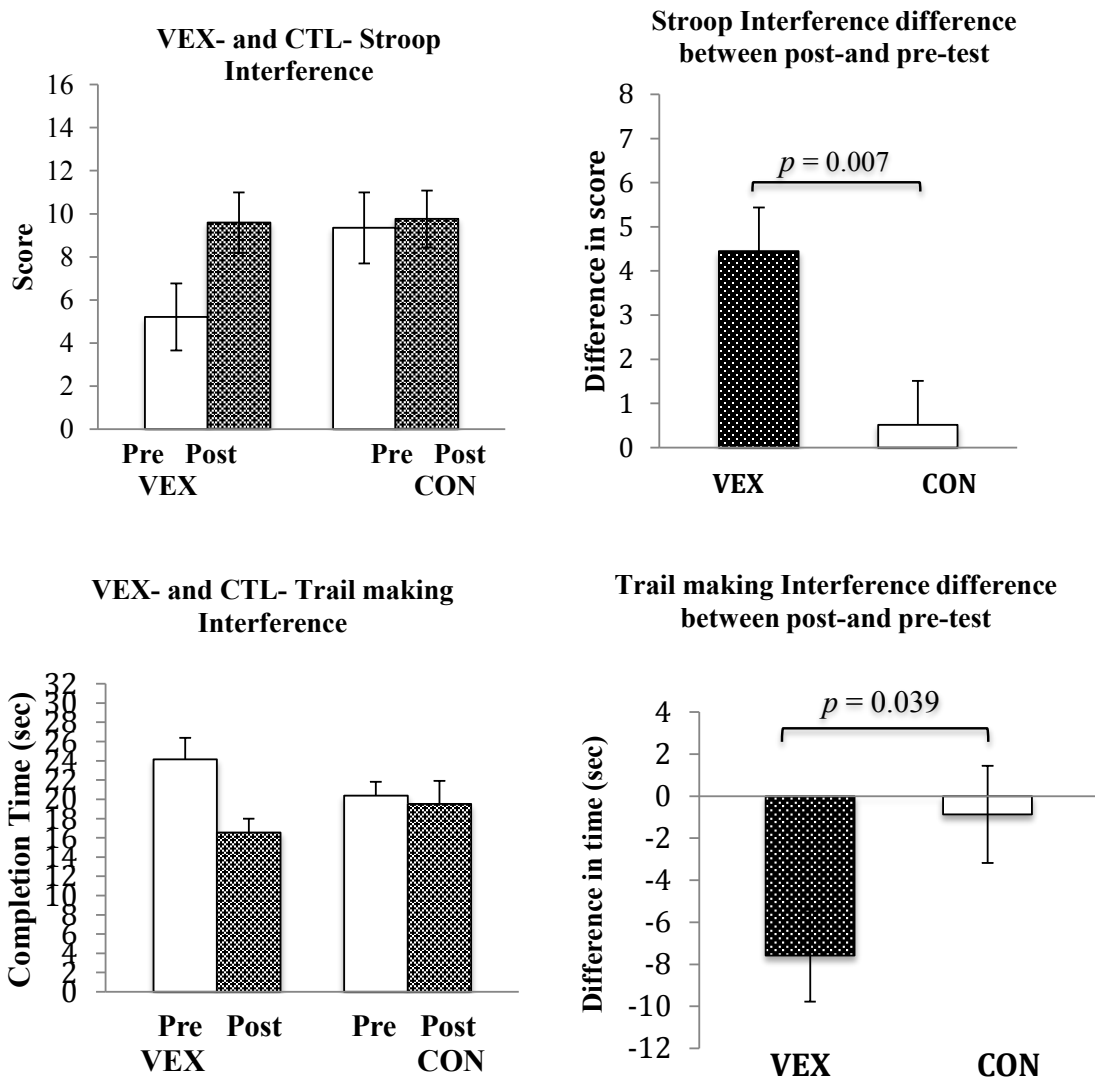 VEX- and CTL- Stroop
Interference
16
14
12
10
8
6
4
2
0
Score
Pre Post Pre Post
VEX CON
Stroop Interference difference
between post-and pre-test
8
7
6
5
4
3
2
1
0
Difference in score
p = 0.007
VEX CON
VEX- and CTL- Trail making
Interference
32
30
28
26
24
22
20
18
16
14
12
10
8
6
4
2
0
Completion Time (sec)
Pre Post Pre Post
VEX CON
Trail making Interference difference
between post-and pre-test
4
2
0
-2
-4
-6
-8
-10
-12
Difference in time (sec)
p = 0.039
VEX CON